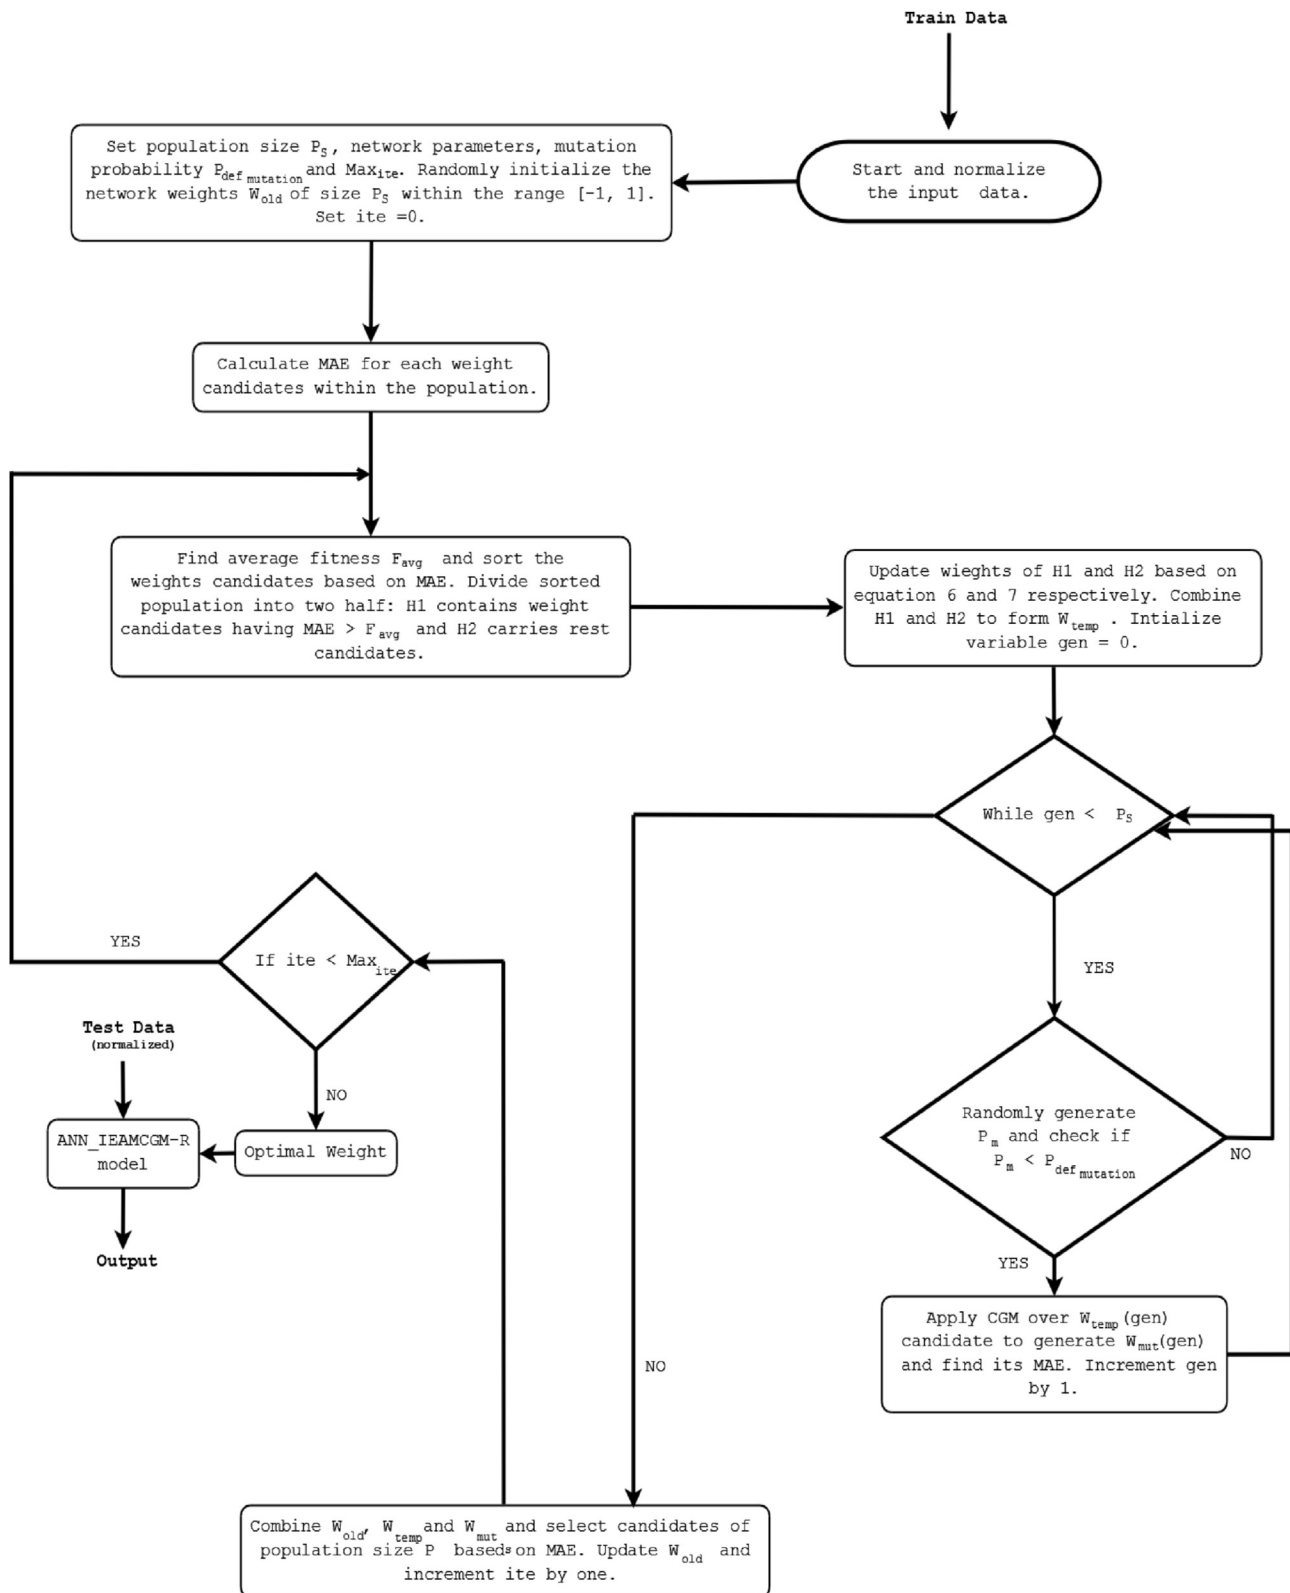 Train Data
Start and normalize
the input data.
Set population size P_S, network parameters, mutation
probability P_def_mutation and Max_ite. Randomly initialize the
network weights W_old of size P_S within the range [-1, 1].
Set ite =0.
Calculate MAE for each weight
candidates within the population.
Find average fitness F_avg and sort the
weights candidates based on MAE. Divide sorted
population into two half: H1 contains weight
candidates having MAE > F_avg and H2 carries rest
candidates.
Update wieghts of H1 and H2 based on
equation 6 and 7 respectively. Combine
H1 and H2 to form W_temp . Intialize
variable gen = 0.
While gen < P_S
YES
NO
Randomly generate
P_m and check if
P_m < P_def_mutation
NO
YES
Apply CGM over W_temp (gen)
candidate to generate W_mut(gen)
and find its MAE. Increment gen
by 1.
Combine W_old, W_temp and W_mut and select candidates of
population size P_s based on MAE. Update W_old and
increment ite by one.
If ite < Max_ite
YES
NO
Optimal Weight
Test Data
(normalized)
ANN_IEAMCGM-R
model
Output